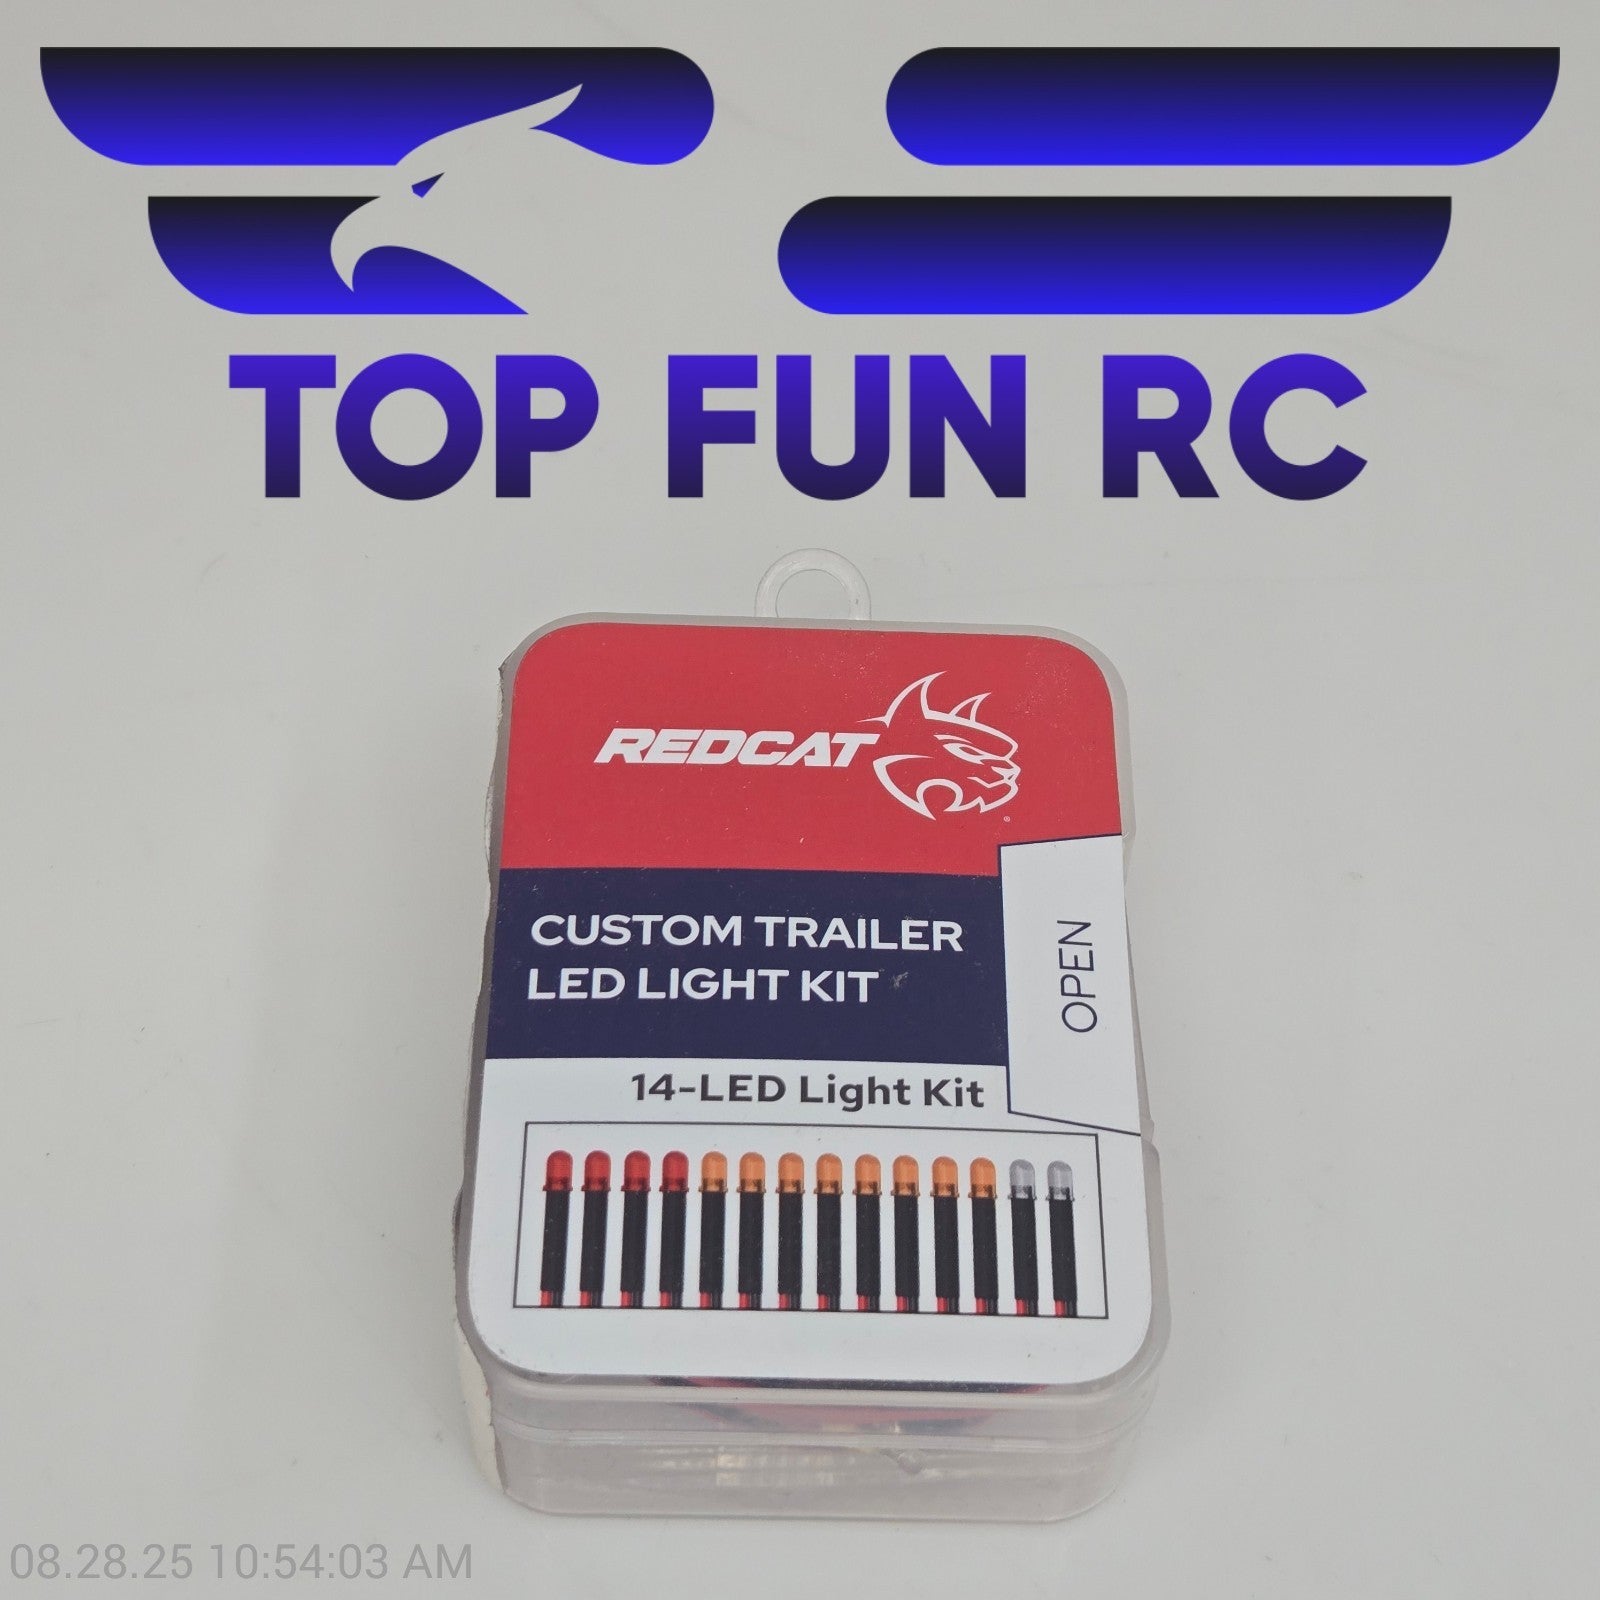 TOP FUN RC
REDCAT
®
CUSTOM TRAILER
LED LIGHT KIT
OPEN
14-LED Light Kit
08.28.25 10:54:03 AM